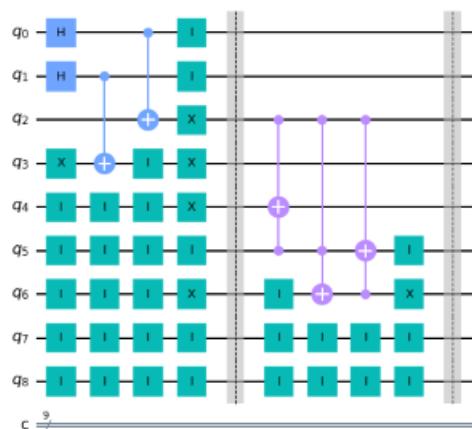 q0 H I
q1 H I
q2 X
q3 X I X
q4 I I I X
q5 I I I I I
q6 I I I X I X
q7 I I I I I I I I
q8 I I I I I I I I
c 9